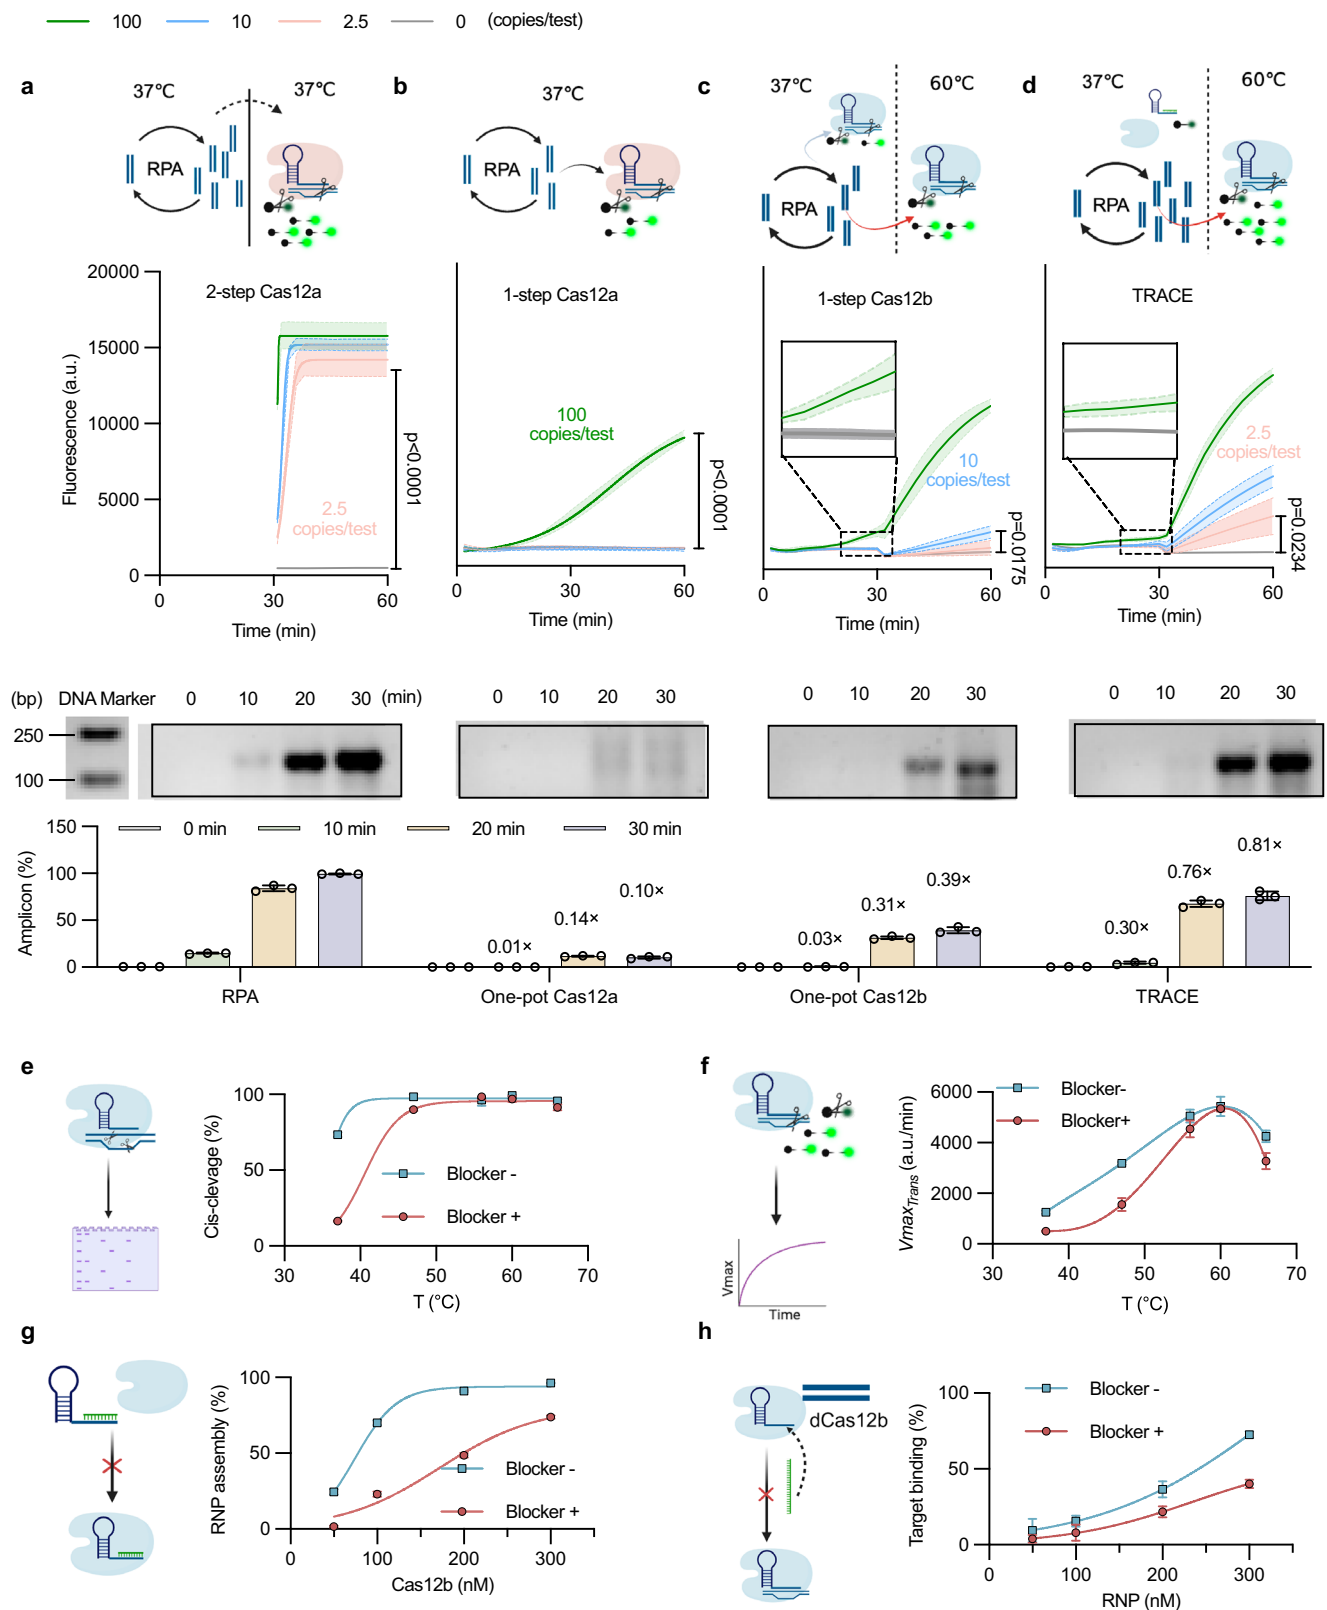 100 10 2.5 0 (copies/test)
a 37°C 37°C b 37°C c 37°C 60°C d 37°C 60°C
RPA RPA RPA RPA
20000
15000
10000
5000
0
Fluorescence (a.u.)
2-step Cas12a
2.5
copies/test
p<0.0001
0 30 60
Time (min)
1-step Cas12a
100
copies/test
p<0.0001
0 30 60
Time (min)
1-step Cas12b
10
copies/test
p=0.0175
0 30 60
Time (min)
TRACE
2.5
copies/test
p=0.0234
0 30 60
Time (min)
(bp) DNA Marker 0 10 20 30 (min) 0 10 20 30 0 10 20 30 0 10 20 30
250
100
150
100
50
0
Amplicon (%)
0 min 10 min 20 min 30 min
0.01× 0.14× 0.10×
0.03× 0.31× 0.39×
0.30× 0.76× 0.81×
RPA One-pot Cas12a One-pot Cas12b TRACE
e
100
50
0
Cis-clevage (%)
Blocker -
Blocker +
30 40 50 60 70
T (°C)
f
Vmax
Time
6000
4000
2000
0
VmaxTrans (a.u./min)
Blocker-
Blocker+
30 40 50 60 70
T (°C)
g
100
50
0
RNP assembly (%)
Blocker -
Blocker +
0 100 200 300
Cas12b (nM)
h
dCas12b
100
50
0
Target binding (%)
Blocker -
Blocker +
0 100 200 300
RNP (nM)